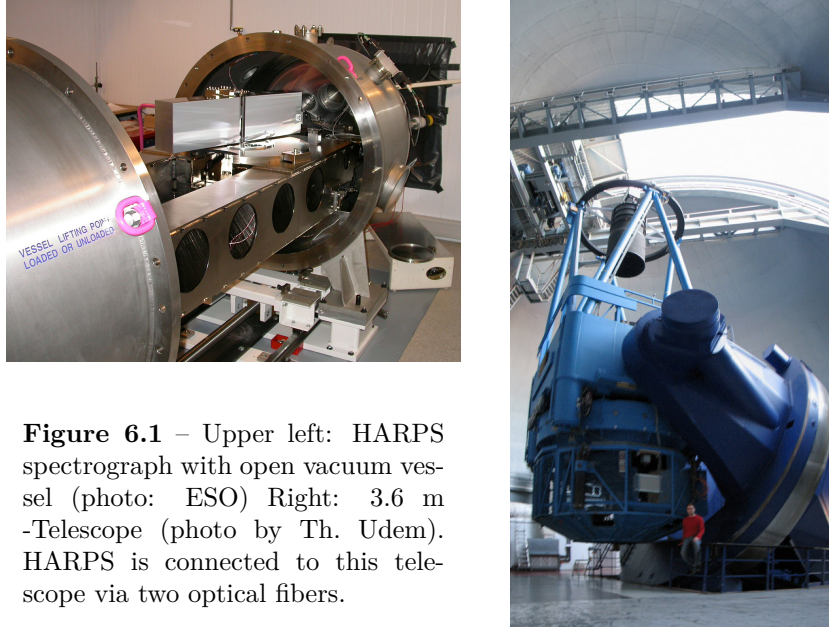 VESSEL LIFTING POINT
LOADED OR UNLOADED
Figure 6.1 – Upper left: HARPS
spectrograph with open vacuum ves-
sel (photo: ESO) Right: 3.6 m
-Telescope (photo by Th. Udem).
HARPS is connected to this tele-
scope via two optical fibers.